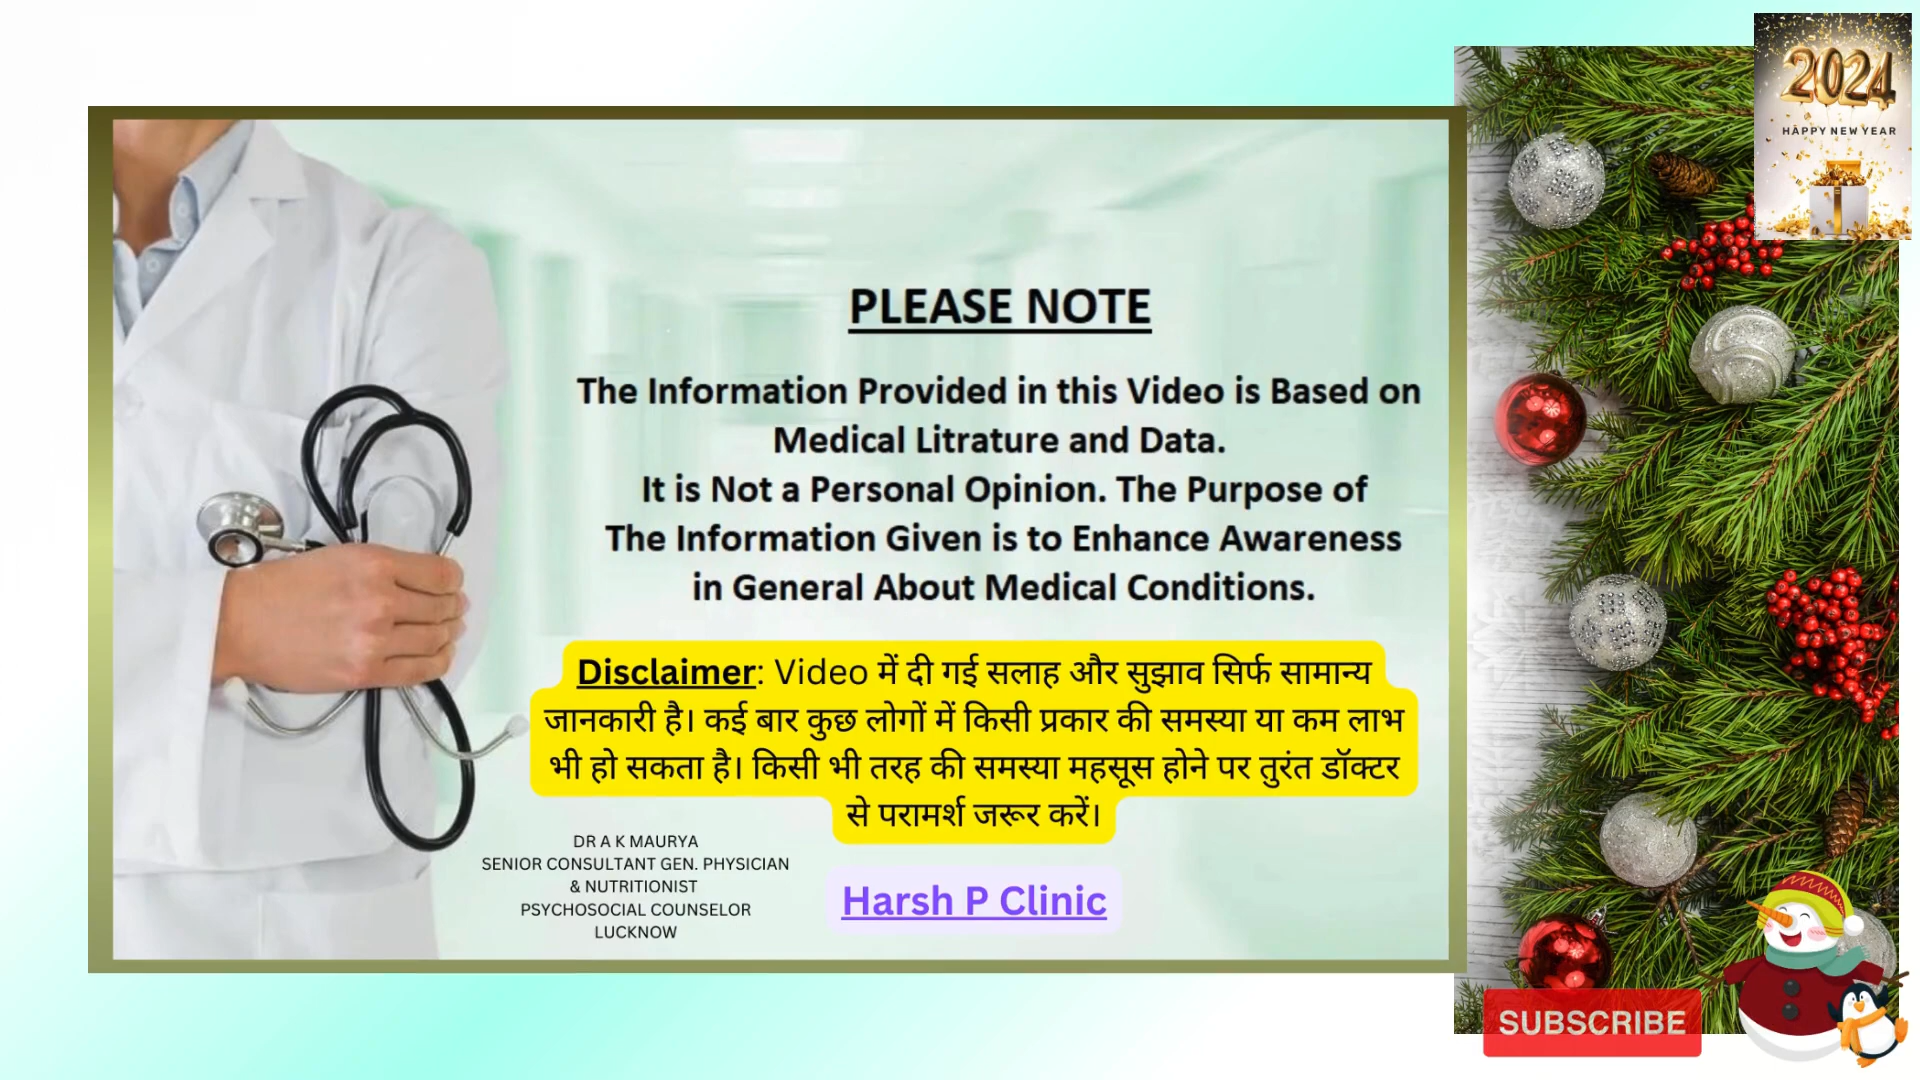 2024
HAPPY NEW YEAR
PLEASE NOTE
The Information Provided in this Video is Based on
Medical Litrature and Data.
It is Not a Personal Opinion. The Purpose of
The Information Given is to Enhance Awareness
in General About Medical Conditions.
Disclaimer: Video में दी गई सलाह और सुझाव सिर्फ सामान्य
जानकारी है। कई बार कुछ लोगों में किसी प्रकार की समस्या या कम लाभ
भी हो सकता है। किसी भी तरह की समस्या महसूस होने पर तुरंत डॉक्टर
से परामर्श जरूर करें।
DR A K MAURYA
SENIOR CONSULTANT GEN. PHYSICIAN
& NUTRITIONIST
PSYCHOSOCIAL COUNSELOR
LUCKNOW
Harsh P Clinic
SUBSCRIBE